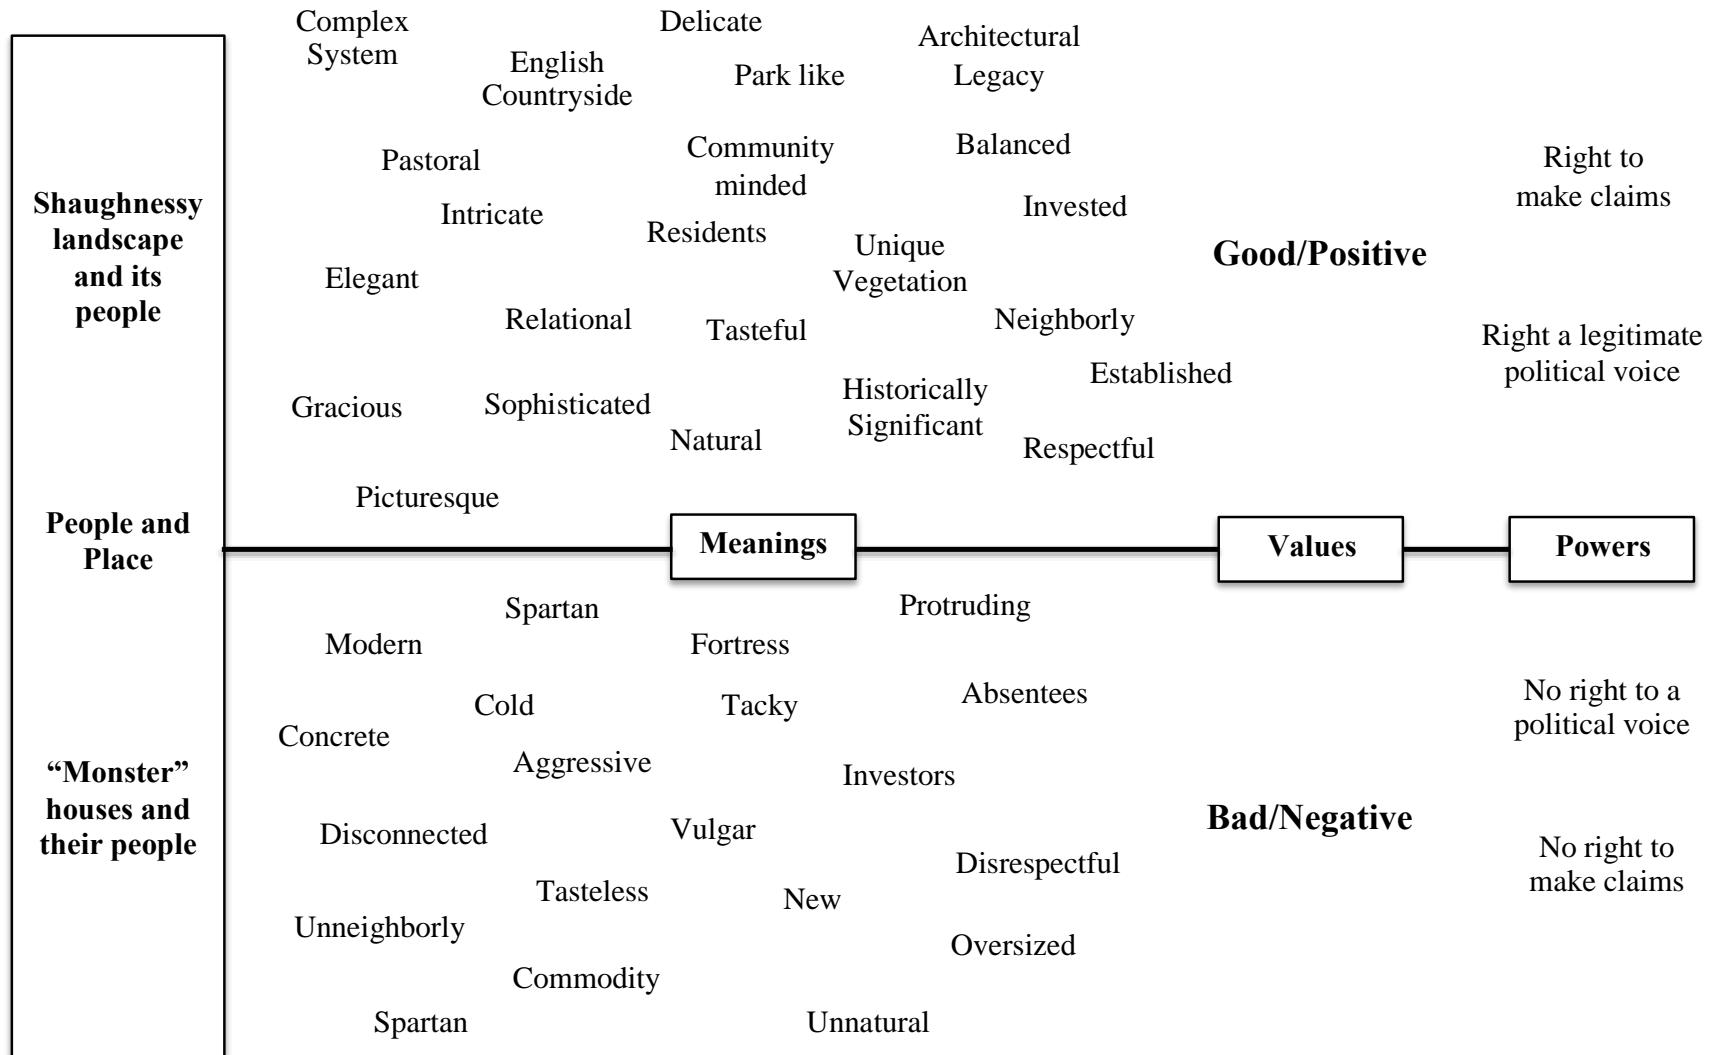 Complex
System
Delicate
Architectural
Legacy
English
Countryside
Park like
Pastoral
Community
minded
Balanced
Right to
make claims
Shaughnessy
landscape
and its
people
Intricate
Residents
Invested
Unique
Vegetation
Good/Positive
Elegant
Relational
Tasteful
Neighborly
Right a legitimate
political voice
Established
Gracious
Sophisticated
Historically
Significant
Natural
Respectful
Picturesque
People and
Place
Meanings
Values
Powers
Spartan
Protruding
Modern
Fortress
Cold
Tacky
Absentees
No right to a
political voice
Concrete
Aggressive
Investors
“Monster”
houses and
their people
Disconnected
Vulgar
Bad/Negative
Disrespectful
No right to
make claims
Tasteless
New
Unneighborly
Oversized
Commodity
Spartan
Unnatural